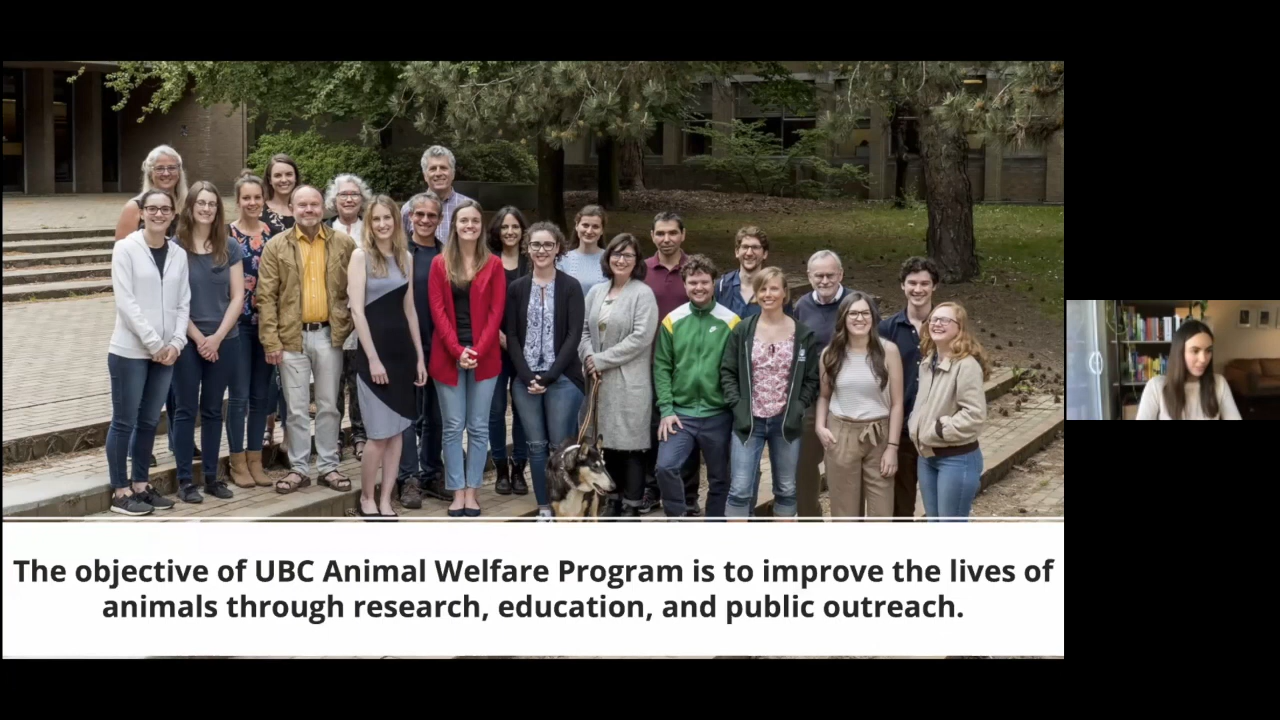 The objective of UBC Animal Welfare Program is to improve the lives of
animals through research, education, and public outreach.